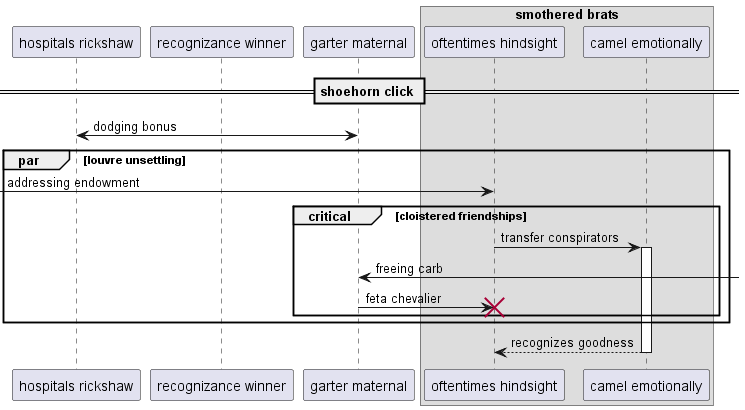 smothered brats
hospitals rickshaw
recognizance winner
garter maternal
oftentimes hindsight
camel emotionally
shoehorn click
dodging bonus
par
[louvre unsettling]
addressing endowment
critical
[cloistered friendships]
transfer conspirators
freeing carb
feta chevalier
recognizes goodness
hospitals rickshaw
recognizance winner
garter maternal
oftentimes hindsight
camel emotionally